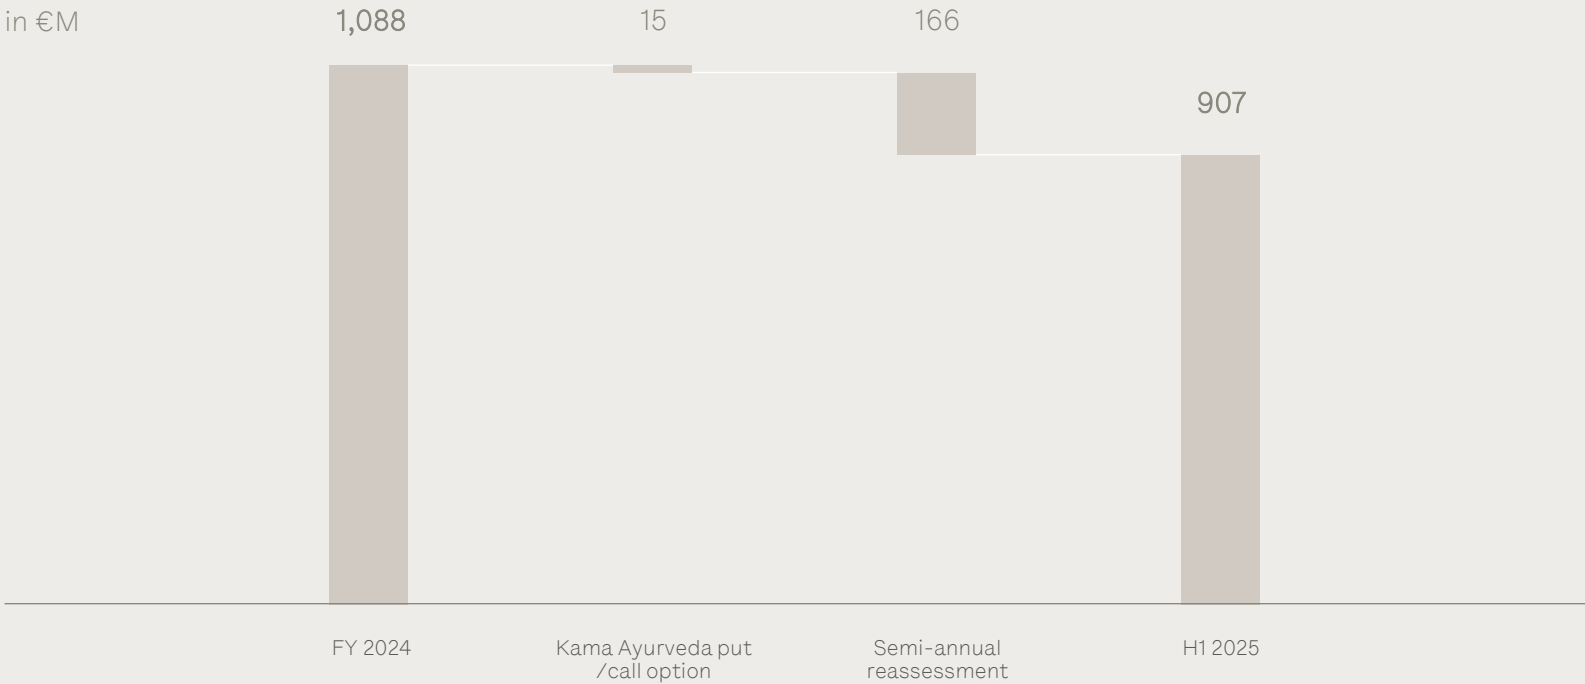 in €M
1,088
15
166
907
FY 2024
Kama Ayurveda put
/call option
Semi-annual
reassessment
H1 2025